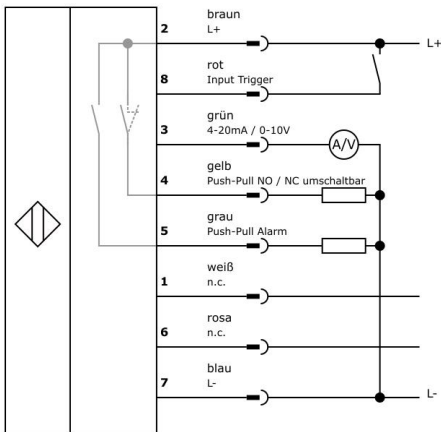 braun
2 L+
L+
rot
8 Input Trigger
grün
3 4-20mA / 0-10V
A/V
gelb
4 Push-Pull NO / NC umschaltbar
grau
5 Push-Pull Alarm
weiß
1 n.c.
rosa
6 n.c.
blau
7 L-
L-